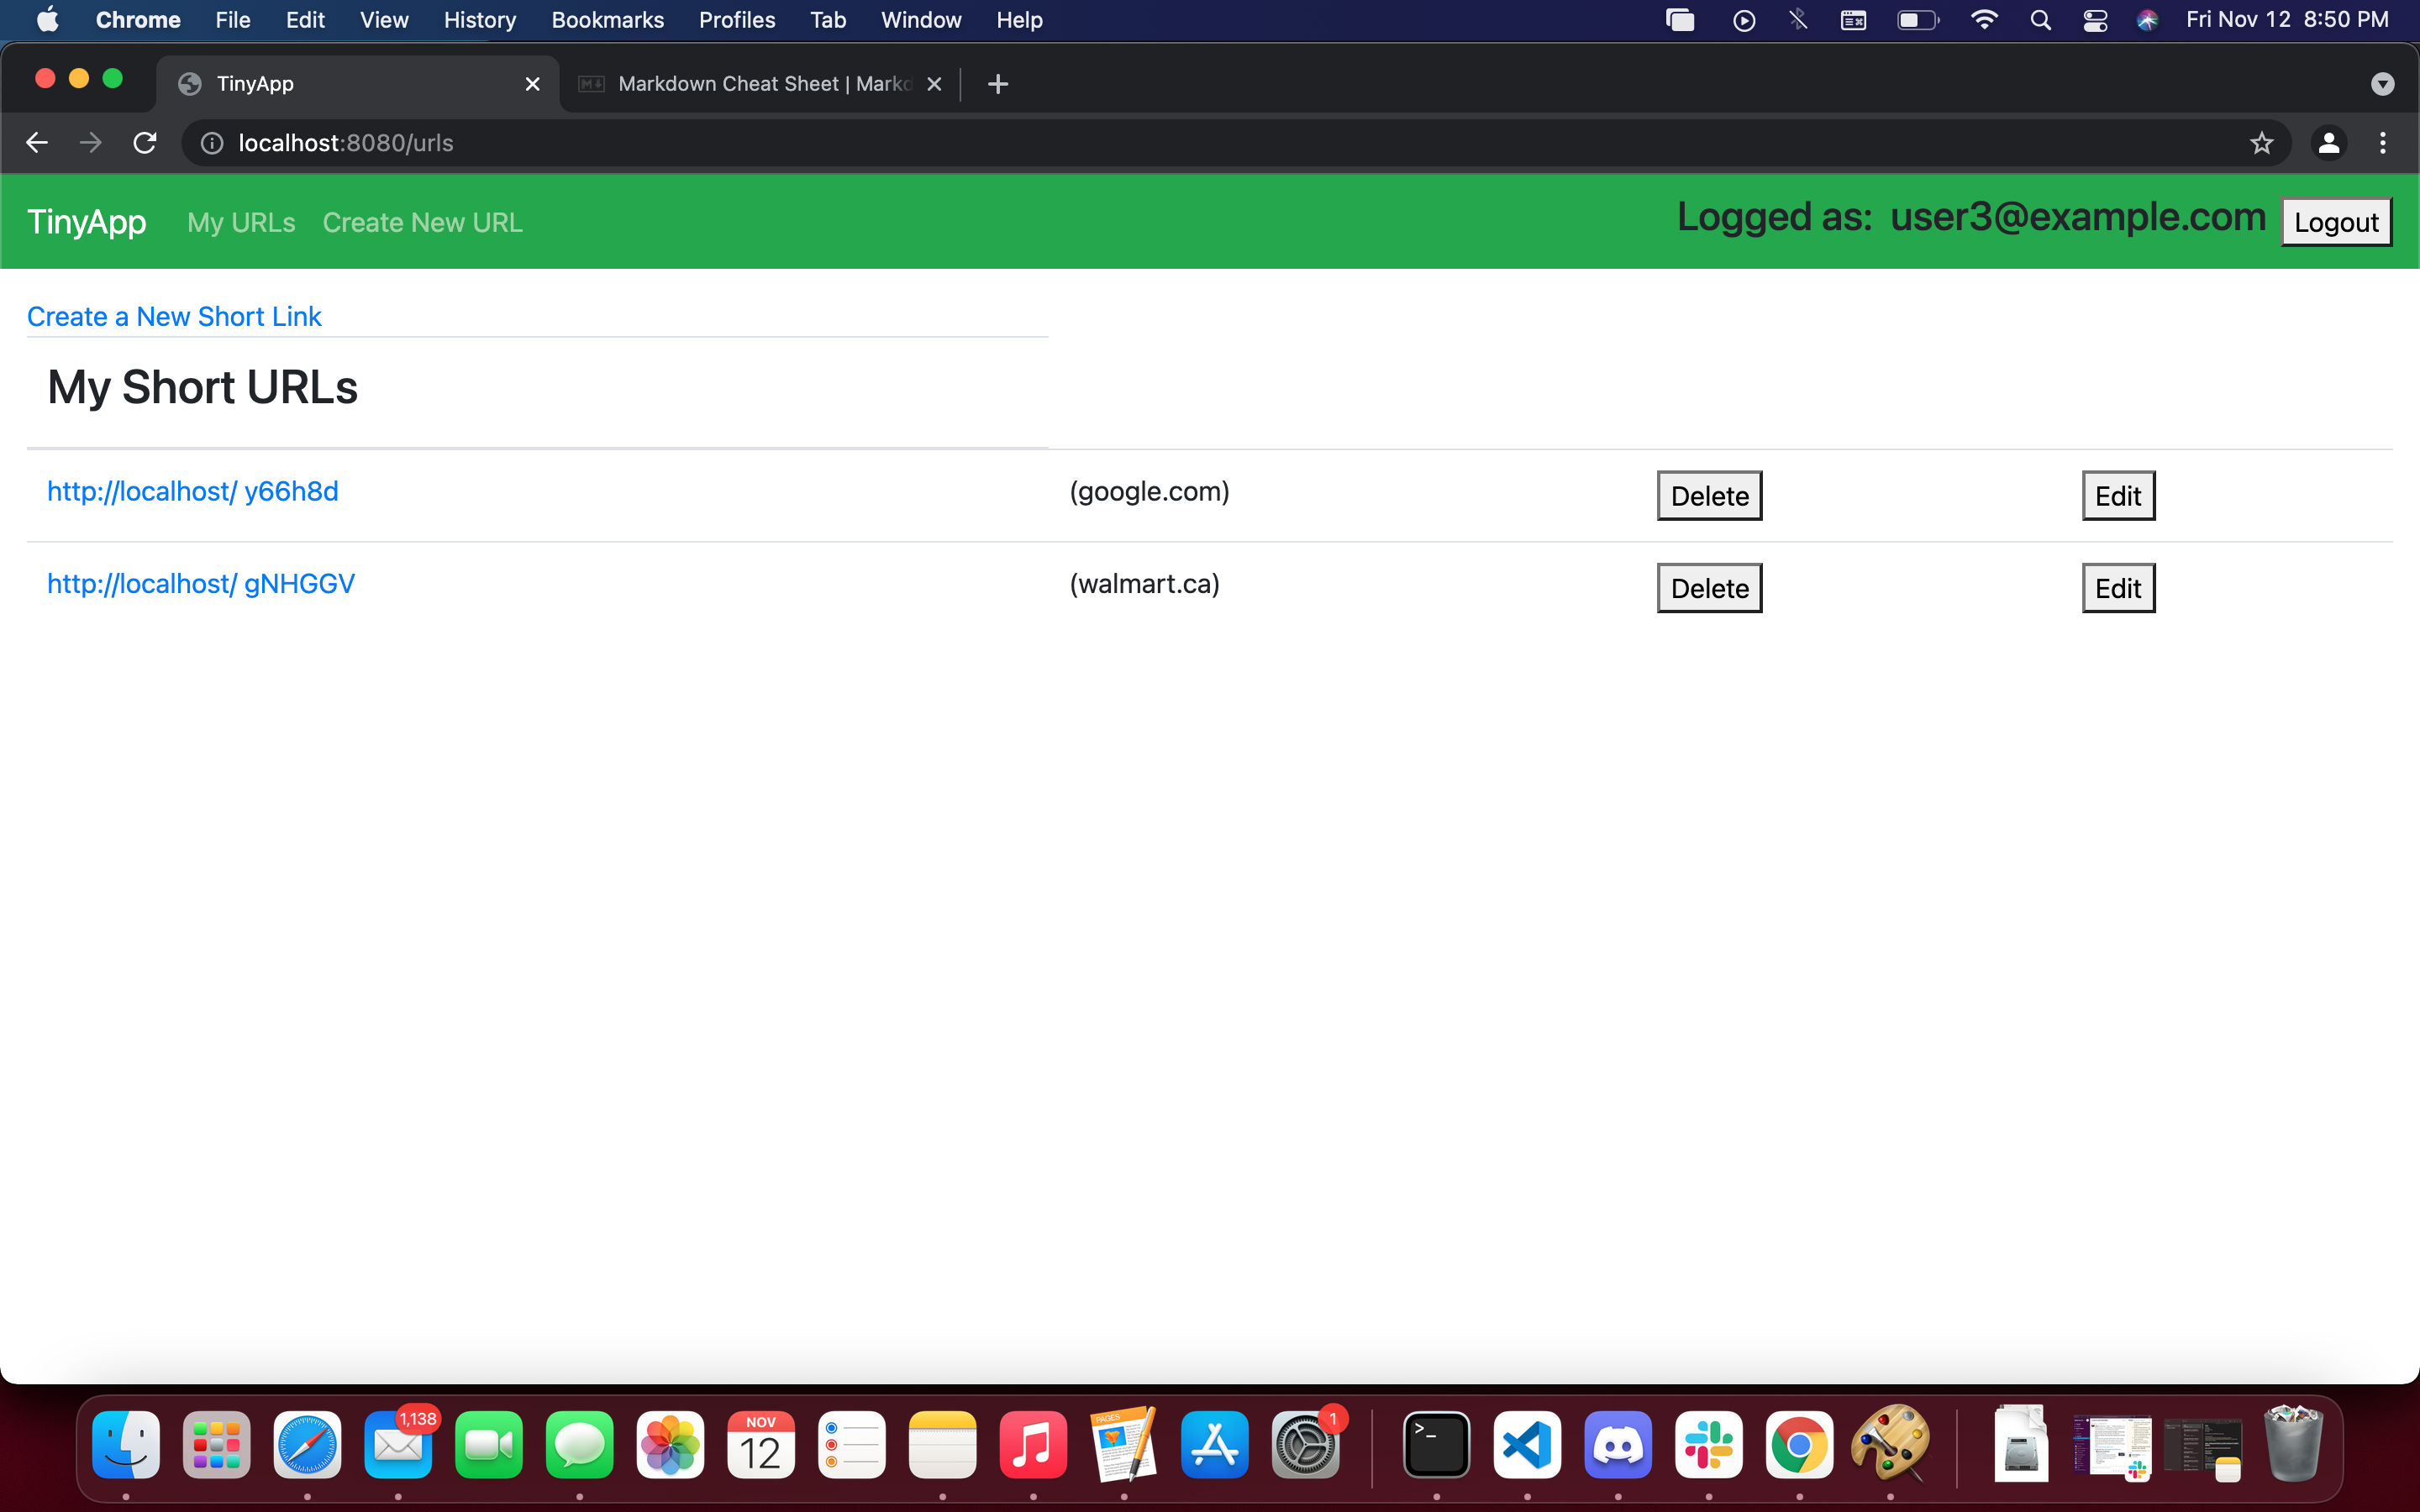 Chrome File Edit View History Bookmarks Profiles Tab Window Help Fri Nov 12 8:50 PM
TinyApp Markdown Cheat Sheet | Markd
localhost:8080/urls
TinyApp My URLs Create New URL Logged as: user3@example.com Logout
Create a New Short Link
My Short URLs
http://localhost/ y66h8d (google.com) Delete Edit
http://localhost/ gNHGGV (walmart.ca) Delete Edit
1,138
NOV
12
PAGES
1